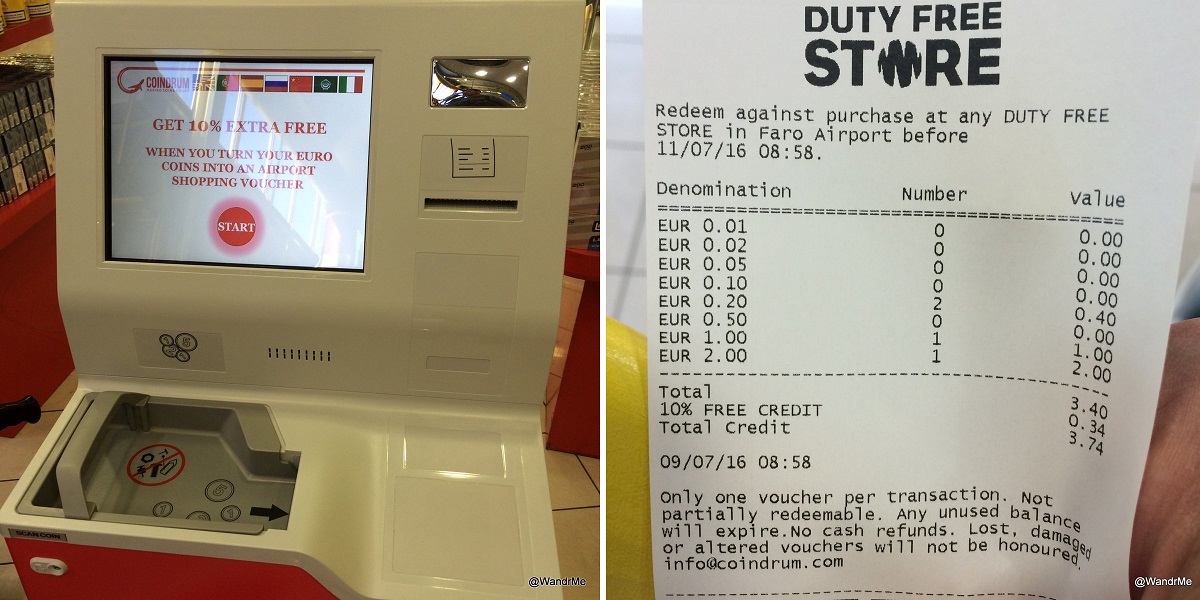 COINDRUM
GET 10% EXTRA FREE
WHEN YOU TURN YOUR EURO
COINS INTO AN AIRPORT
SHOPPING VOUCHER
START
SCAN COIN
@WandrMe
DUTY FREE
STORE
Redeem against purchase at any DUTY FREE
STORE in Faro Airport before
11/07/16 08:58.
Denomination Number Value
EUR 0.01 0 0.00
EUR 0.02 0 0.00
EUR 0.05 0 0.00
EUR 0.10 0 0.00
EUR 0.20 2 0.40
EUR 0.50 0 0.00
EUR 1.00 1 1.00
EUR 2.00 1 2.00
Total 3.40
10% FREE CREDIT 0.34
Total Credit 3.74
09/07/16 08:58
Only one voucher per transaction. Not
partially redeemable. Any unused balance
will expire.No cash refunds. Lost, damaged
or altered vouchers will not be honoured.
info@coindrum.com
@WandrMe